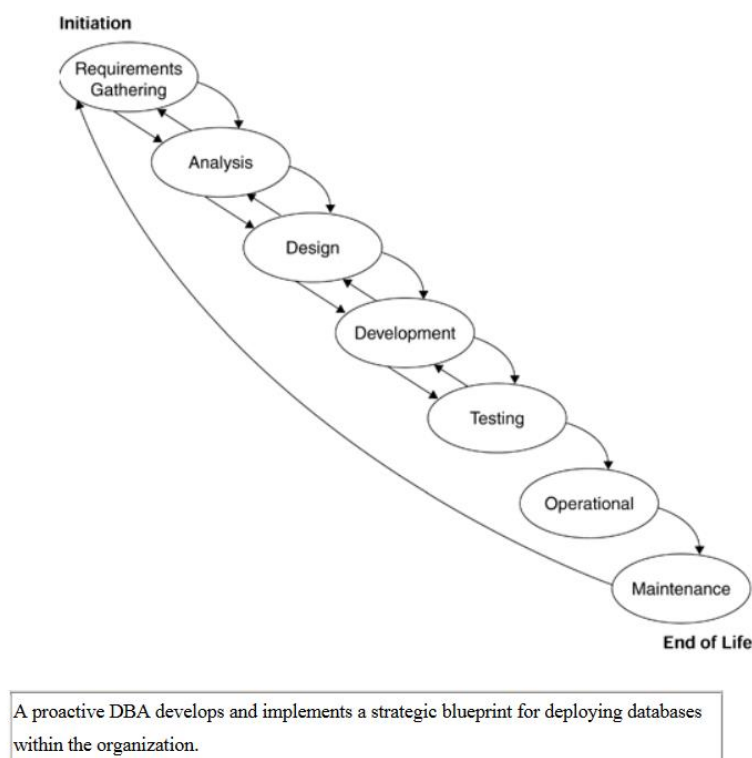 Initiation
Requirements
Gathering
Analysis
Design
Development
Testing
Operational
Maintenance
End of Life
A proactive DBA develops and implements a strategic blueprint for deploying databases
within the organization.